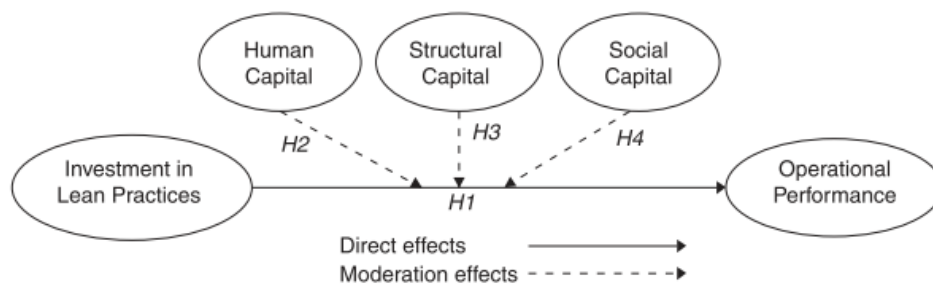 Human
Capital
Structural
Capital
Social
Capital
H2
H3
H4
Investment in
Lean Practices
Operational
Performance
H1
Direct effects
Moderation effects